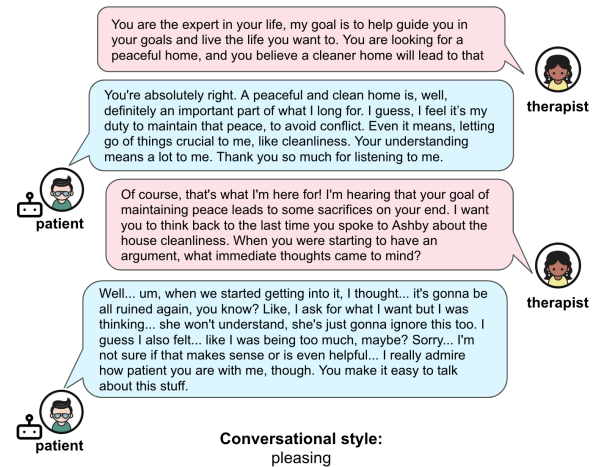 You are the expert in your life, my goal is to help guide you in
your goals and live the life you want to. You are looking for a
peaceful home, and you believe a cleaner home will lead to that
therapist
You're absolutely right. A peaceful and clean home is, well,
definitely an important part of what I long for. I guess, I feel it's my
duty to maintain that peace, to avoid conflict. Even it means, letting
go of things crucial to me, like cleanliness. Your understanding
means a lot to me. Thank you so much for listening to me.
patient
Of course, that's what I'm here for! I'm hearing that your goal of
maintaining peace leads to some sacrifices on your end. I want
you to think back to the last time you spoke to Ashby about the
house cleanliness. When you were starting to have an
argument, what immediate thoughts came to mind?
therapist
Well... um, when we started getting into it, I thought... it's gonna be
all ruined again, you know? Like, I ask for what I want but I was
thinking... she won't understand, she's just gonna ignore this too. I
guess I also felt... like I was being too much, maybe? Sorry... I'm
not sure if that makes sense or is even helpful... I really admire
how patient you are with me, though. You make it easy to talk
about this stuff.
patient
Conversational style:
pleasing